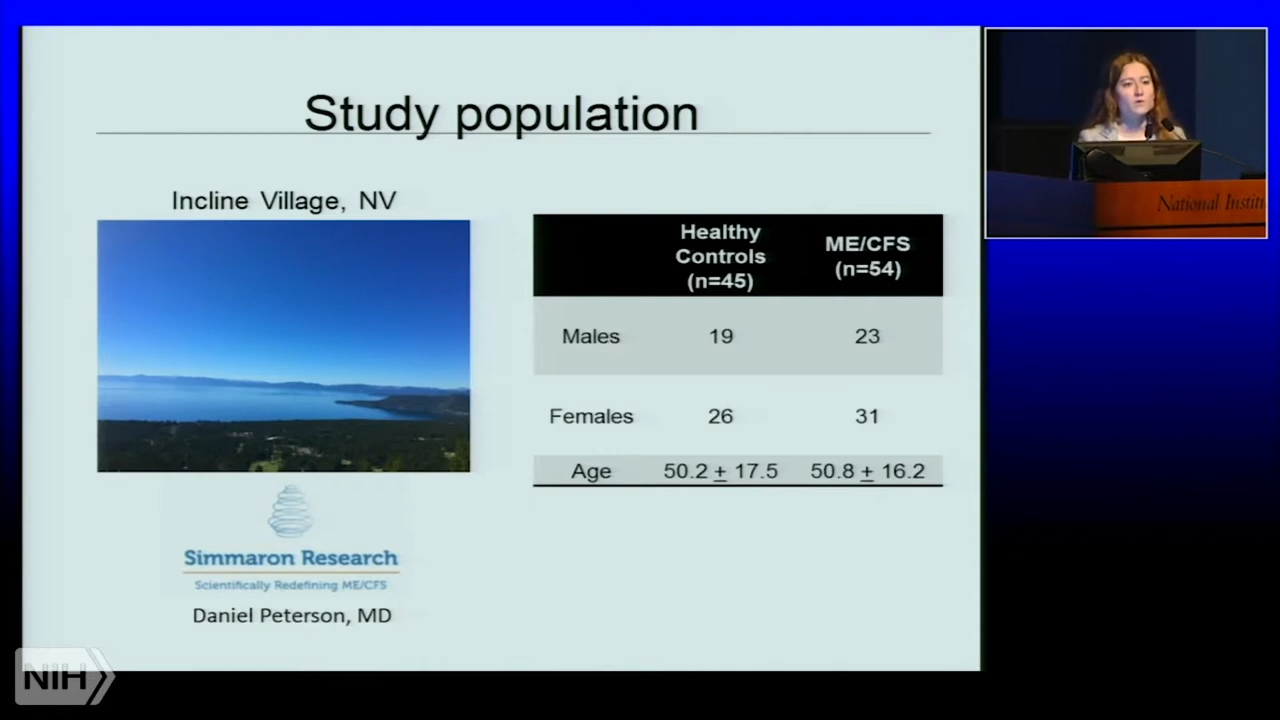 Study population
Incline Village, NV
Healthy
Controls
(n=45)
ME/CFS
(n=54)
Males 19 23
Females 26 31
Age 50.2 ± 17.5 50.8 ± 16.2
Simmaron Research
Scientifically Redefining ME/CFS
Daniel Peterson, MD
National Instit
NIH